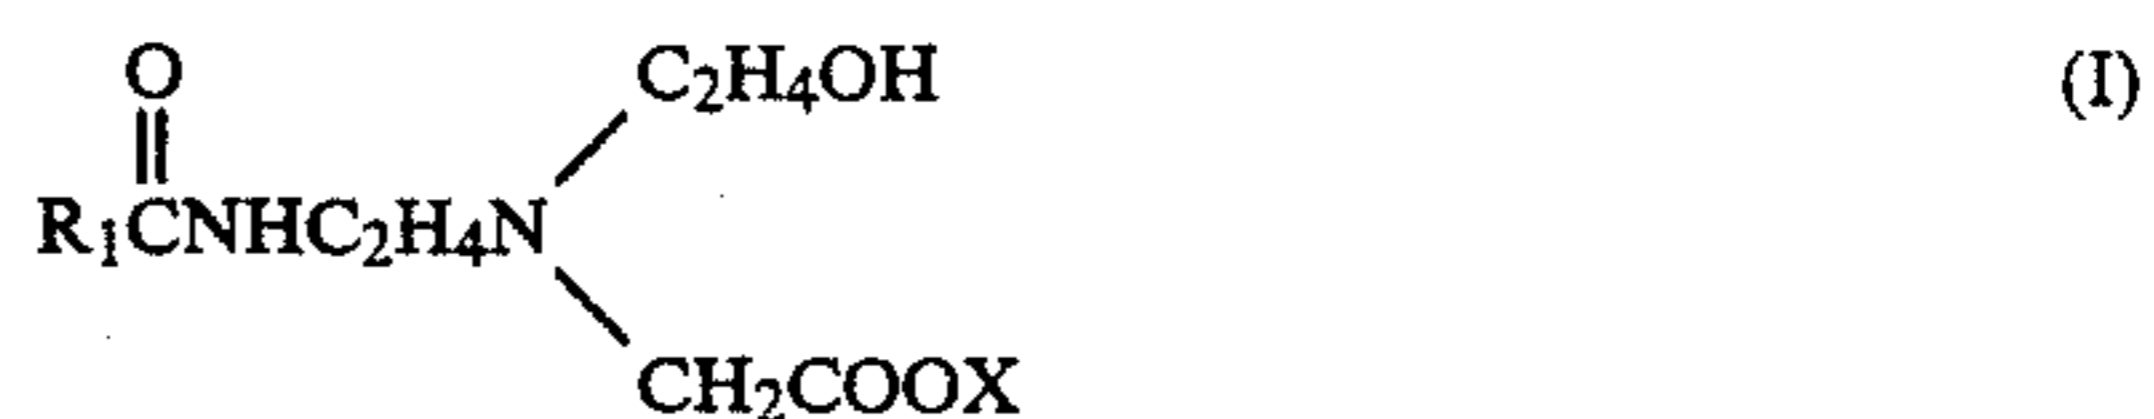 O C₂H₄OH (I)
R₁CNHC₂H₄N
CH₂COOX